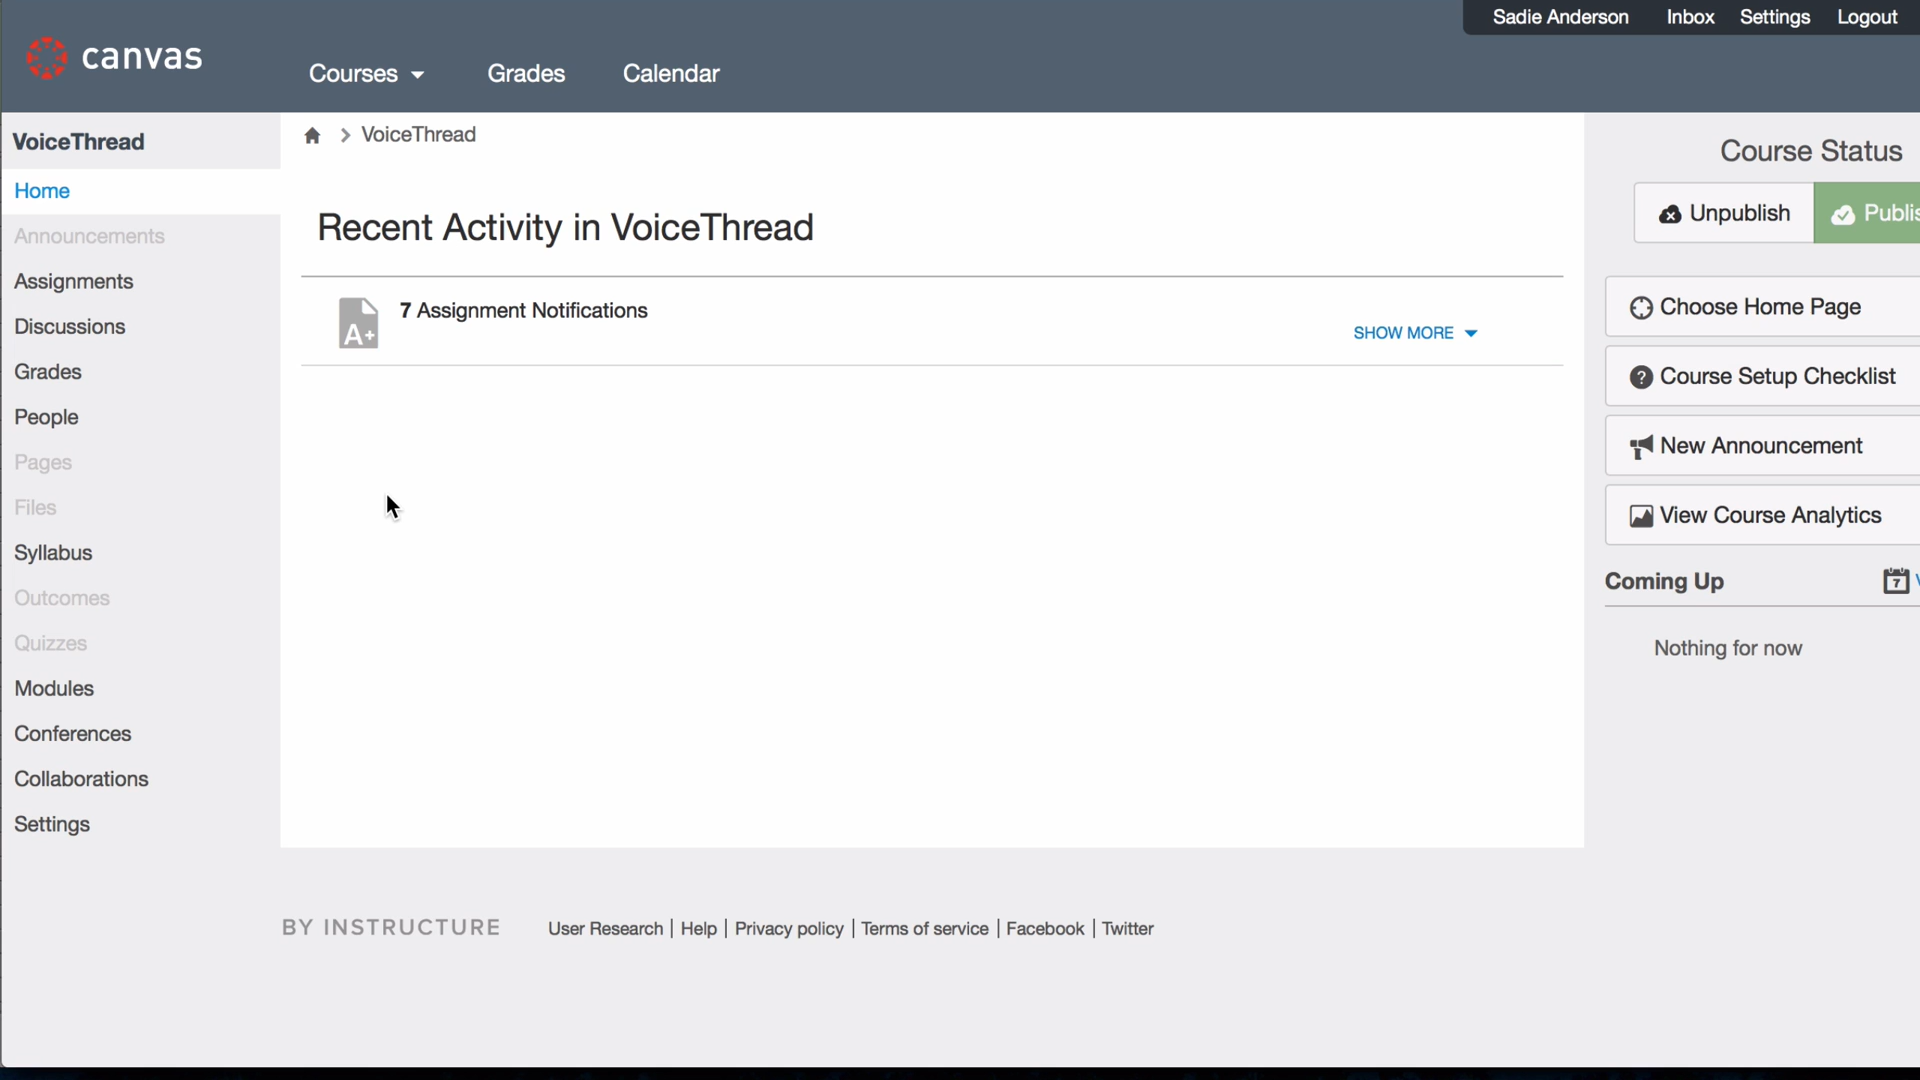 Sadie Anderson Inbox Settings Logout
canvas
Courses Grades Calendar
VoiceThread
Home
Announcements
Assignments
Discussions
Grades
People
Pages
Files
Syllabus
Outcomes
Quizzes
Modules
Conferences
Collaborations
Settings
> VoiceThread
Recent Activity in VoiceThread
A+
7 Assignment Notifications
SHOW MORE
Course Status
Unpublish
Choose Home Page
? Course Setup Checklist
New Announcement
View Course Analytics
Coming Up 7
Nothing for now
BY INSTRUCTURE User Research | Help | Privacy policy | Terms of service | Facebook | Twitter